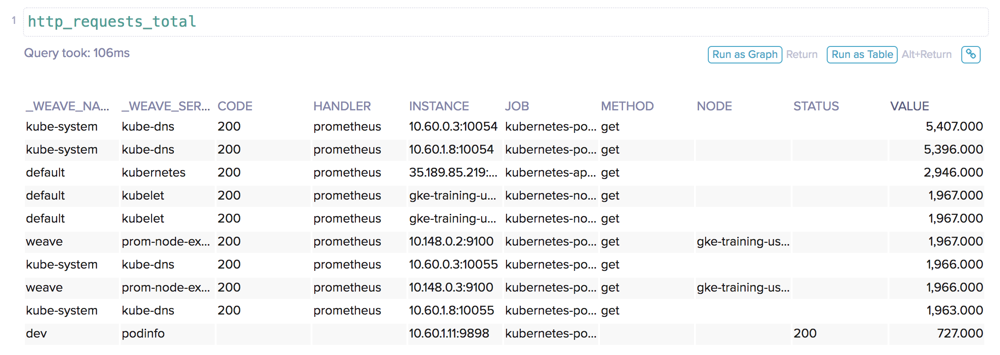 1 http_requests_total
Query took: 106ms Run as Graph Return Run as Table Alt+Return
_WEAVE_NA... _WEAVE_SER... CODE HANDLER INSTANCE JOB METHOD NODE STATUS VALUE
kube-system kube-dns 200 prometheus 10.60.0.3:10054 kubernetes-po... get 5,407.000
kube-system kube-dns 200 prometheus 10.60.1.8:10054 kubernetes-po... get 5,396.000
default kubernetes 200 prometheus 35.189.85.219:... kubernetes-ap... get 2,946.000
default kubelet 200 prometheus gke-training-u... kubernetes-no... get 1,967.000
default kubelet 200 prometheus gke-training-u... kubernetes-no... get 1,967.000
weave prom-node-ex... 200 prometheus 10.148.0.2:9100 kubernetes-po... get gke-training-us... 1,967.000
kube-system kube-dns 200 prometheus 10.60.0.3:10055 kubernetes-po... get 1,966.000
weave prom-node-ex... 200 prometheus 10.148.0.3:9100 kubernetes-po... get gke-training-us... 1,966.000
kube-system kube-dns 200 prometheus 10.60.1.8:10055 kubernetes-po... get 1,963.000
dev podinfo 10.60.1.11:9898 kubernetes-po... 200 727.000